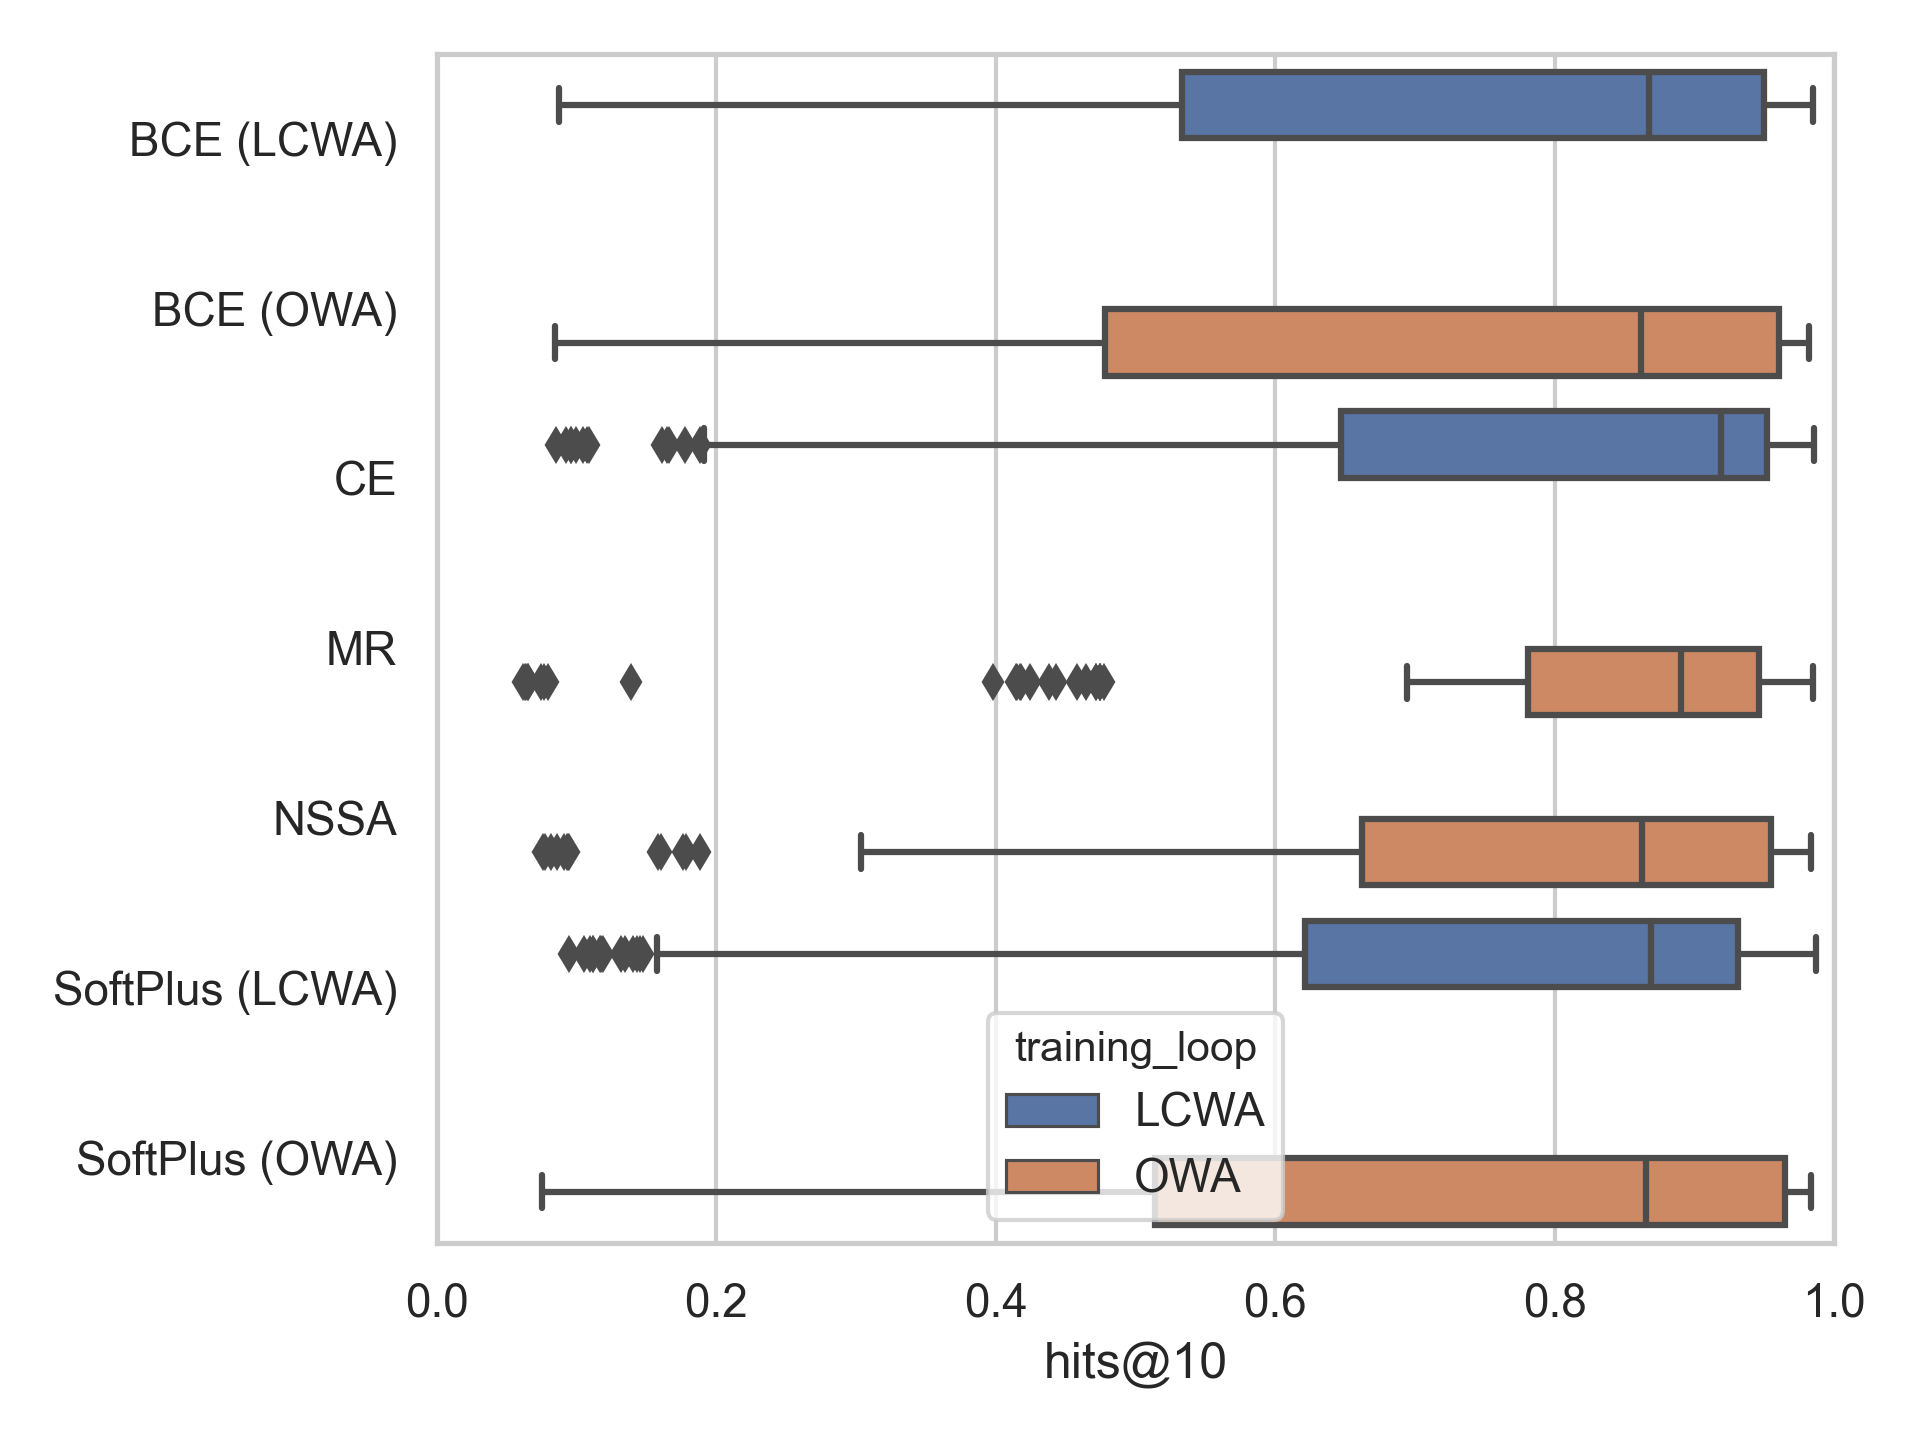 BCE (LCWA)
BCE (OWA)
CE
MR
NSSA
SoftPlus (LCWA)
SoftPlus (OWA)
training_loop
LCWA
OWA
0.0 0.2 0.4 0.6 0.8 1.0
hits@10